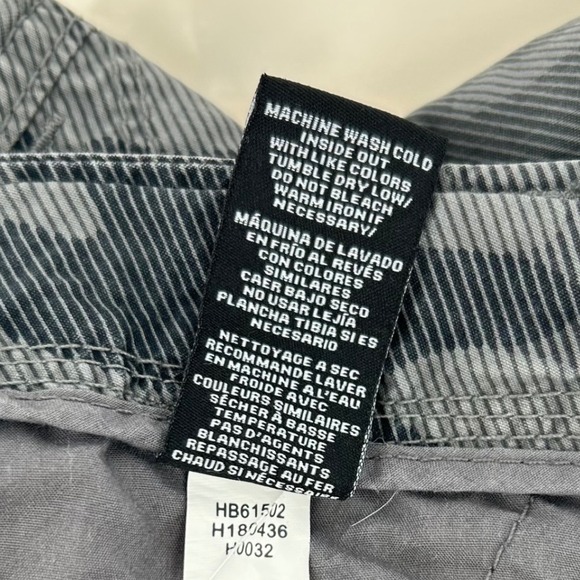 MACHINE WASH COLD
INSIDE OUT
WITH LIKE COLORS
TUMBLE DRY LOW/
DO NOT BLEACH
WARM IRON IF
NECESSARY/
MÁQUINA DE LAVADO
EN FRÍO AL REVÉS
CON COLORES
SIMILARES
CAER BAJO SECO
NO USAR LEJÍA
PLANCHA TIBIA SI ES
NECESARIO
NETTOYAGE A SEC
RECOMMANDE LAVER
EN MACHINE A L'EAU
FROIDE AVEC
COULEURS SIMILAIRES
SÉCHER À BASSE
TEMPERATURE
PAS D'AGENTS
BLANCHISSANTS
REPASSAGE AU FER
CHAUD SI NÉCESSAIRE
HB61502
H180436
P0032